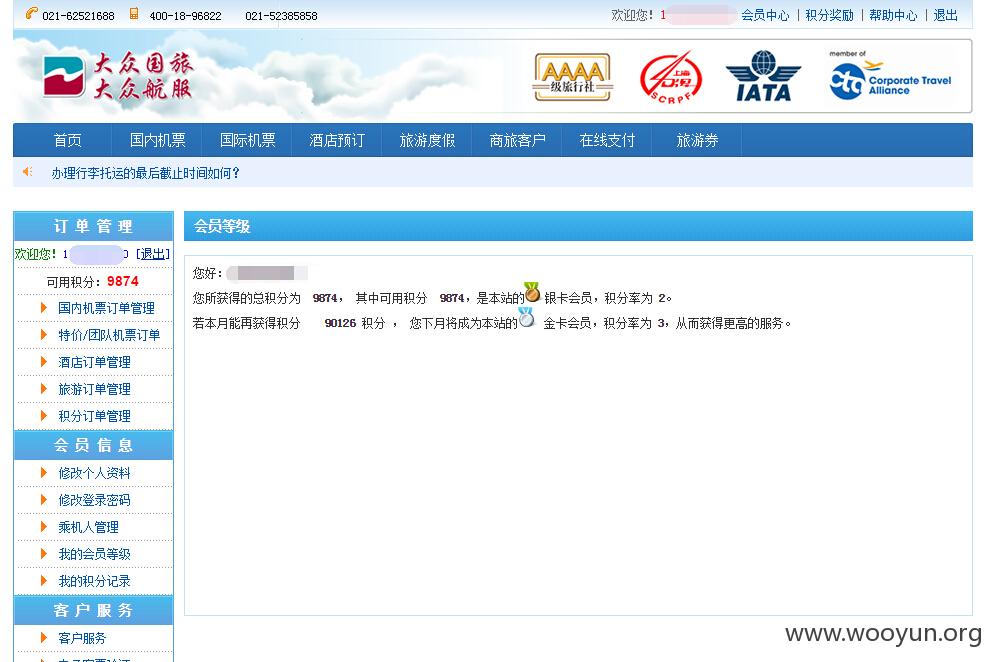 021-62521688 400-18-96822 021-52385858 欢迎您！1 会员中心 | 积分奖励 | 帮助中心 | 退出
大众国旅
大众航服
AAAA
一级旅行社
上海
SCRPF
IATA
member of
cta Corporate Travel
Alliance
首页 国内机票 国际机票 酒店预订 旅游度假 商旅客户 在线支付 旅游券
办理行李托运的最后截止时间如何？
订单管理
欢迎您！1 0 [退出]
可用积分：9874
国内机票订单管理
特价/团队机票订单
酒店订单管理
旅游订单管理
积分订单管理
会员信息
修改个人资料
修改登录密码
乘机人管理
我的会员等级
我的积分记录
客户服务
客户服务
会员等级
您好：
您所获得的总积分为 9874， 其中可用积分 9874，是本站的 银卡会员，积分率为 2。
若本月能再获得积分 90126 积分 ， 您下月将成为本站的 金卡会员，积分率为 3，从而获得更高的服务。
www.wooyun.org